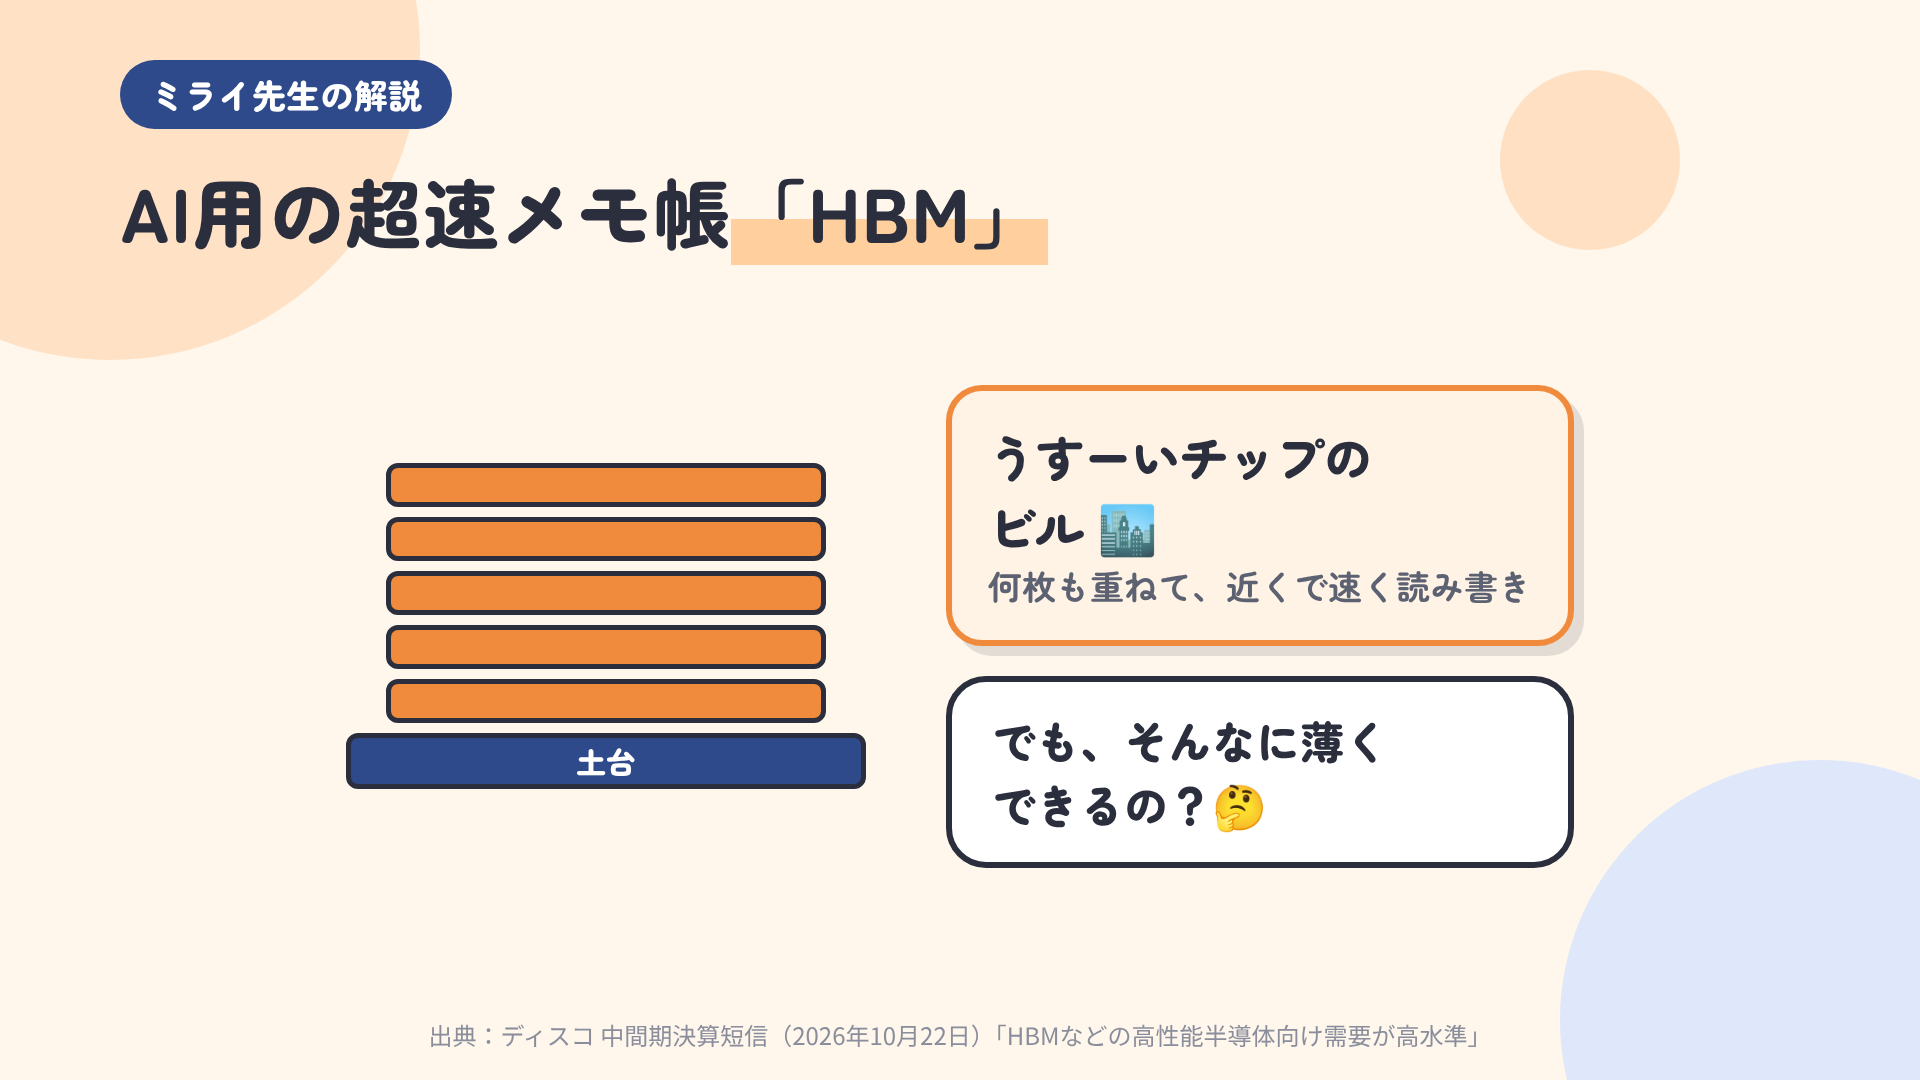 ミライ先生の解説
AI用の超速メモ帳「HBM」
うすーいチップの
ビル 🏙️
何枚も重ねて、近くで速く読み書き
土台
でも、そんなに薄く
できるの？🤔
出典：ディスコ 中間期決算短信（2026年10月22日）「HBMなどの高性能半導体向け需要が高水準」